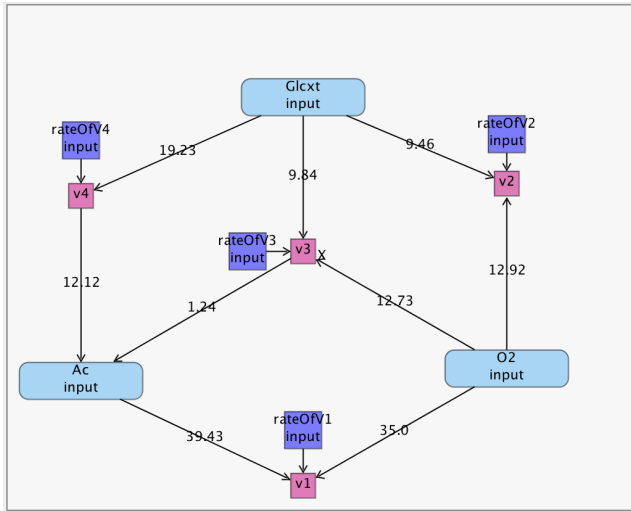 Glcxt
input
rateOfV4
input
rateOfV2
input
19.23
9.46
9.84
v4
v2
rateOfV3
input
v3
X
12.12
12.92
1.24
12.73
Ac
input
O2
input
rateOfV1
input
39.43
35.0
v1